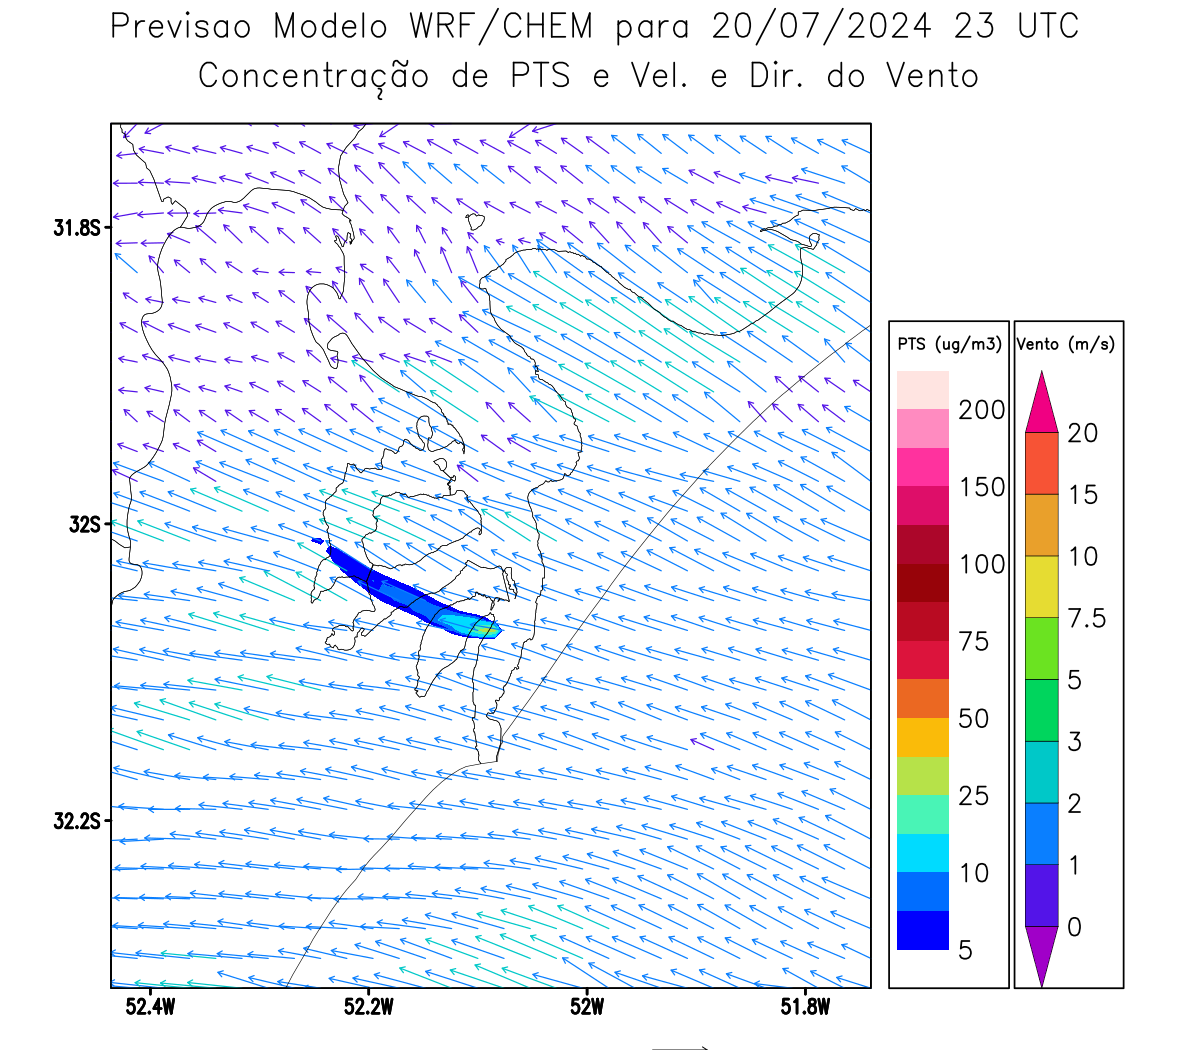 Previsao Modelo WRF/CHEM para 20/07/2024 23 UTC
Concentração de PTS e Vel. e Dir. do Vento
31.8S
32S
32.2S
52.4W 52.2W 52W 51.8W
PTS (ug/m3)
200
150
100
75
50
25
10
5
Vento (m/s)
20
15
10
7.5
5
3
2
1
0